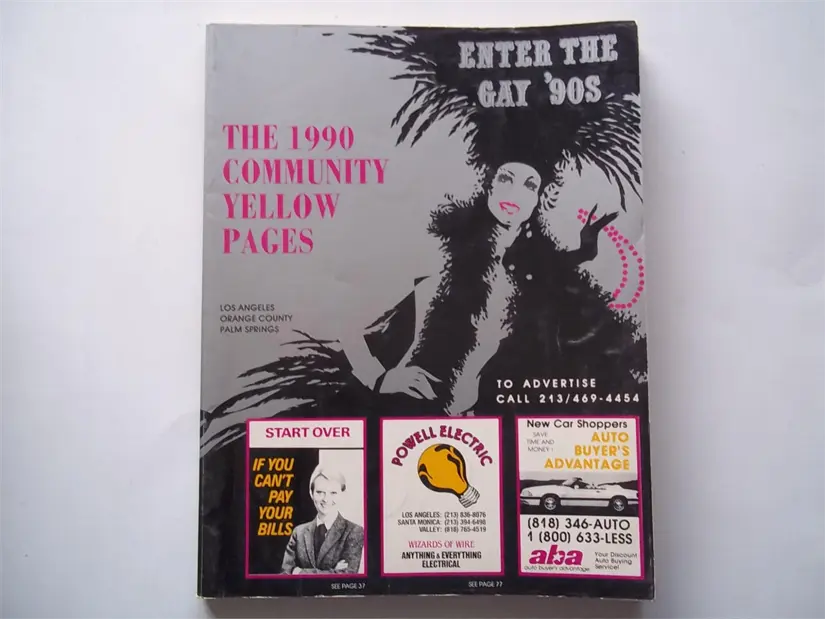 ENTER THE
GAY '90S
THE 1990
COMMUNITY
YELLOW
PAGES
LOS ANGELES
ORANGE COUNTY
PALM SPRINGS
TO ADVERTISE
CALL 213/469-4454
START OVER
IF YOU
CAN'T
PAY
YOUR
BILLS
SEE PAGE 37
POWELL ELECTRIC
LOS ANGELES: (213) 836-8076
SANTA MONICA: (213) 394-6498
VALLEY: (818) 765-4519
WIZARDS OF WIRE
ANYTHING & EVERYTHING
ELECTRICAL
SEE PAGE 77
New Car Shoppers
SAVE
TIME AND
MONEY:
AUTO
BUYER'S
ADVANTAGE
(818) 346-AUTO
1 (800) 633-LESS
aba
auto buyer's advantage
Your Discount
Auto Buying
Service!